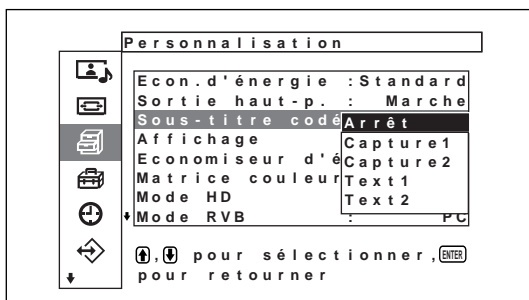 Personnalisation
Econ.d'énergie :Standard
Sortie haut-p. : Marche
Sous-titre codé
Arrêt
Affichage
Capture1
Economiseur d'é
Capture2
Matrice couleur
Text1
Mode HD
Text2
Mode RVB : PC
, pour sélectionner, ENTER
pour retourner